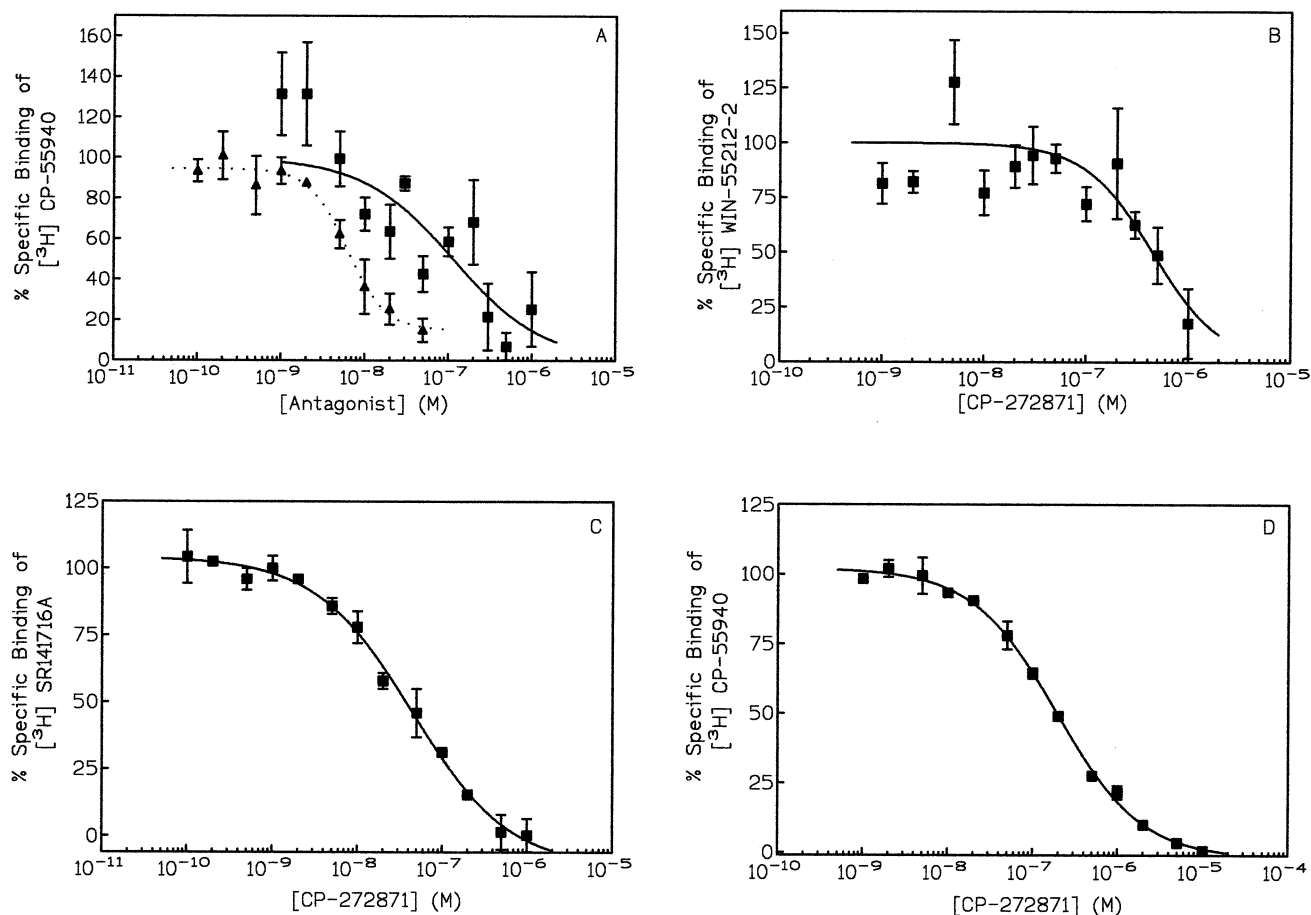 A
% Specific Binding of
[³H] CP-55940
160
140
120
100
80
60
40
20
0
10⁻¹¹ 10⁻¹⁰ 10⁻⁹ 10⁻⁸ 10⁻⁷ 10⁻⁶ 10⁻⁵
[Antagonist] (M)
B
% Specific Binding of
[³H] WIN-55212-2
150
125
100
75
50
25
0
10⁻¹⁰ 10⁻⁹ 10⁻⁸ 10⁻⁷ 10⁻⁶ 10⁻⁵
[CP-272871] (M)
C
% Specific Binding of
[³H] SR141716A
125
100
75
50
25
0
10⁻¹¹ 10⁻¹⁰ 10⁻⁹ 10⁻⁸ 10⁻⁷ 10⁻⁶ 10⁻⁵
[CP-272871] (M)
D
% Specific Binding of
[³H] CP-55940
125
100
75
50
25
0
10⁻¹⁰ 10⁻⁹ 10⁻⁸ 10⁻⁷ 10⁻⁶ 10⁻⁵ 10⁻⁴
[CP-272871] (M)